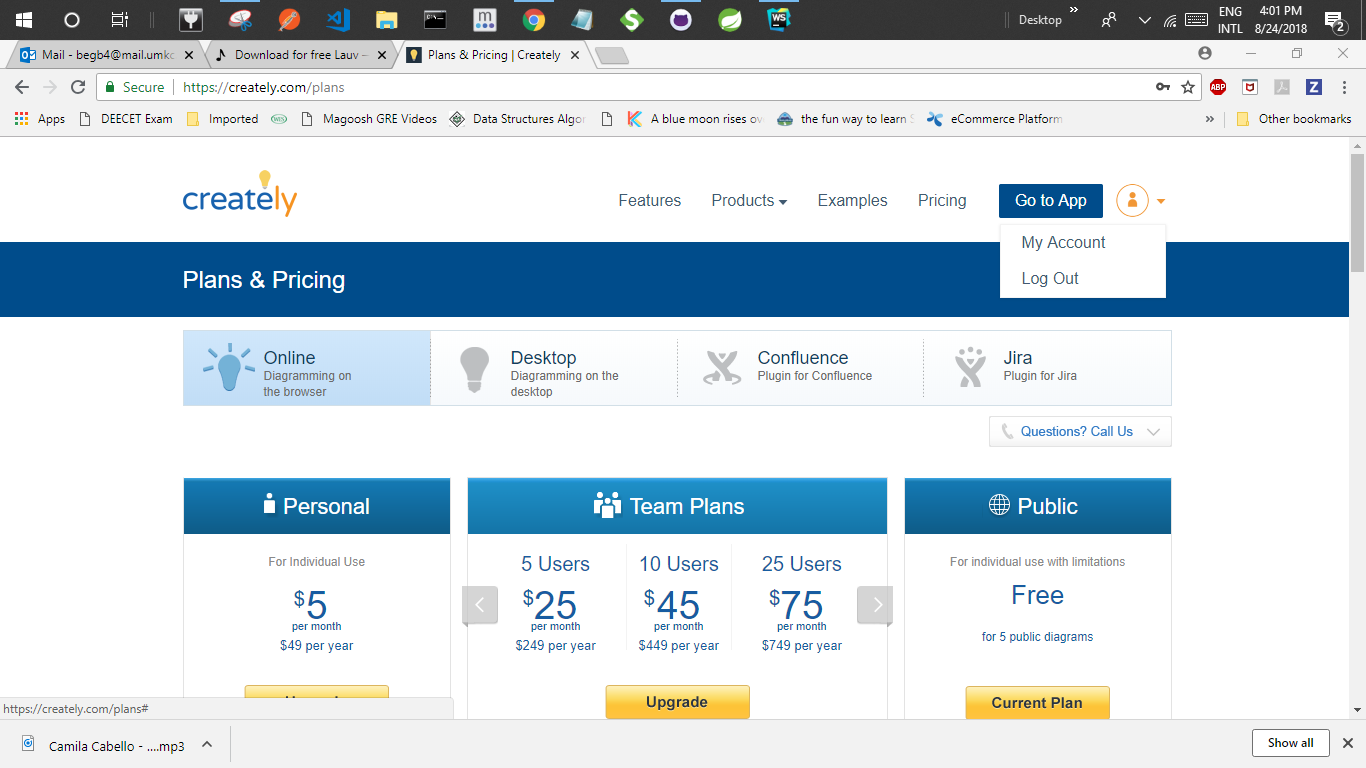 Desktop
ENG
INTL
4:01 PM
8/24/2018
2
Mail - begb4@mail.umkc
Download for free Lauv –
Plans & Pricing | Creately
Secure
https://creately.com/plans
ABP
Z
Apps
DEECET Exam
Imported
Magoosh GRE Videos
Data Structures Algor
A blue moon rises ov
the fun way to learn S
eCommerce Platform
»
Other bookmarks
creately
Features
Products
Examples
Pricing
Go to App
My Account
Log Out
Plans & Pricing
Online
Diagramming on
the browser
Desktop
Diagramming on the
desktop
Confluence
Plugin for Confluence
Jira
Plugin for Jira
Questions? Call Us
Personal
For Individual Use
$5
per month
$49 per year
Team Plans
5 Users
$25
per month
$249 per year
10 Users
$45
per month
$449 per year
25 Users
$75
per month
$749 per year
Upgrade
Public
For individual use with limitations
Free
for 5 public diagrams
Current Plan
https://creately.com/plans#
Camila Cabello - ....mp3
Show all